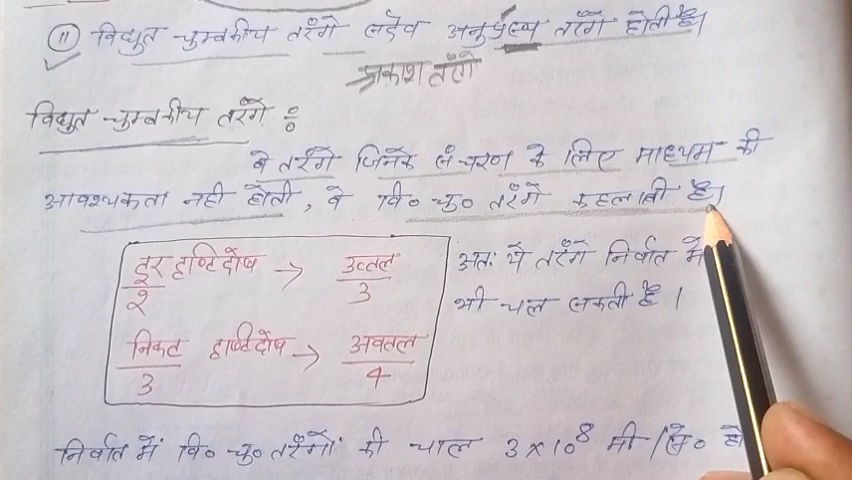 (11) विद्युत चुम्बकीय तरँगे सदैव अनुप्रस्थ तरँगे होती है।
प्रकाश तरँगे
विद्युत चुम्बकीय तरँगे ÷
वे तरँगे जिनके संचरण के लिए माध्यम की
आवश्यकता नही होती, वे वि० चु० तरँगे कहलाती है।
दूर दृष्टिदोष → उत्तल
2 3
निकट दृष्टिदोष → अवतल
3 4
अतः ये तरँगे निर्वात मे
भी चल सकती है ।
निर्वात में वि० चु० तरँगों की चाल 3×10⁸ मी/से०